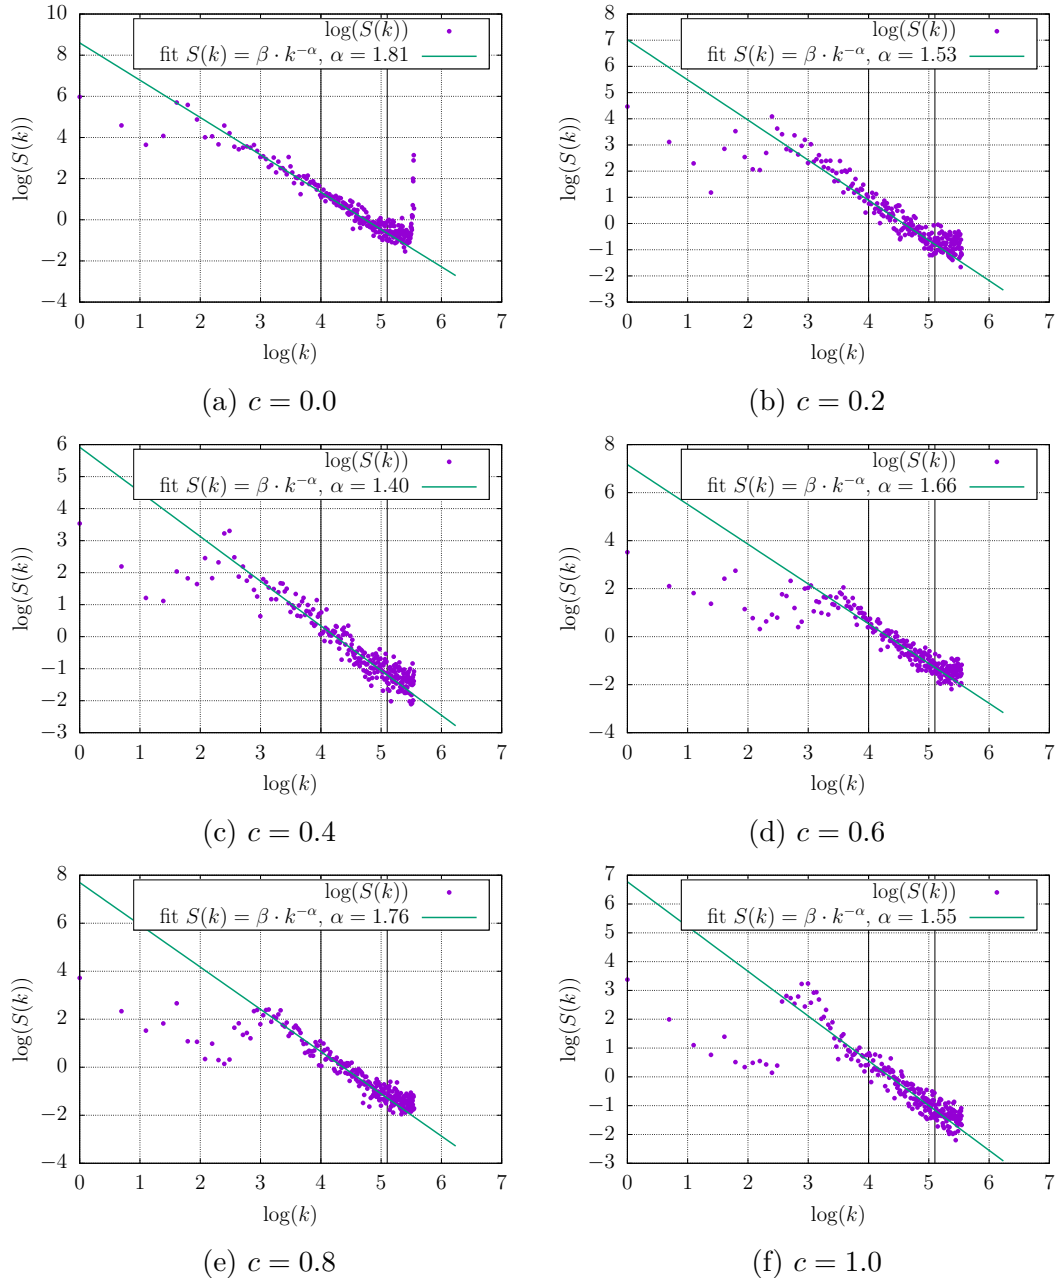 log(S(k))
fit S(k) = β · k^{−α}, α = 1.81
10
8
6
4
2
0
−2
−4
log(S(k))
0 1 2 3 4 5 6 7
log(k)
(a) c = 0.0
log(S(k))
fit S(k) = β · k^{−α}, α = 1.53
7
6
5
4
3
2
1
0
−1
−2
−3
log(S(k))
0 1 2 3 4 5 6 7
log(k)
(b) c = 0.2
log(S(k))
fit S(k) = β · k^{−α}, α = 1.40
6
5
4
3
2
1
0
−1
−2
−3
log(S(k))
0 1 2 3 4 5 6 7
log(k)
(c) c = 0.4
log(S(k))
fit S(k) = β · k^{−α}, α = 1.66
8
6
4
2
0
−2
−4
log(S(k))
0 1 2 3 4 5 6 7
log(k)
(d) c = 0.6
log(S(k))
fit S(k) = β · k^{−α}, α = 1.76
8
6
4
2
0
−2
−4
log(S(k))
0 1 2 3 4 5 6 7
log(k)
(e) c = 0.8
log(S(k))
fit S(k) = β · k^{−α}, α = 1.55
7
6
5
4
3
2
1
0
−1
−2
−3
log(S(k))
0 1 2 3 4 5 6 7
log(k)
(f) c = 1.0